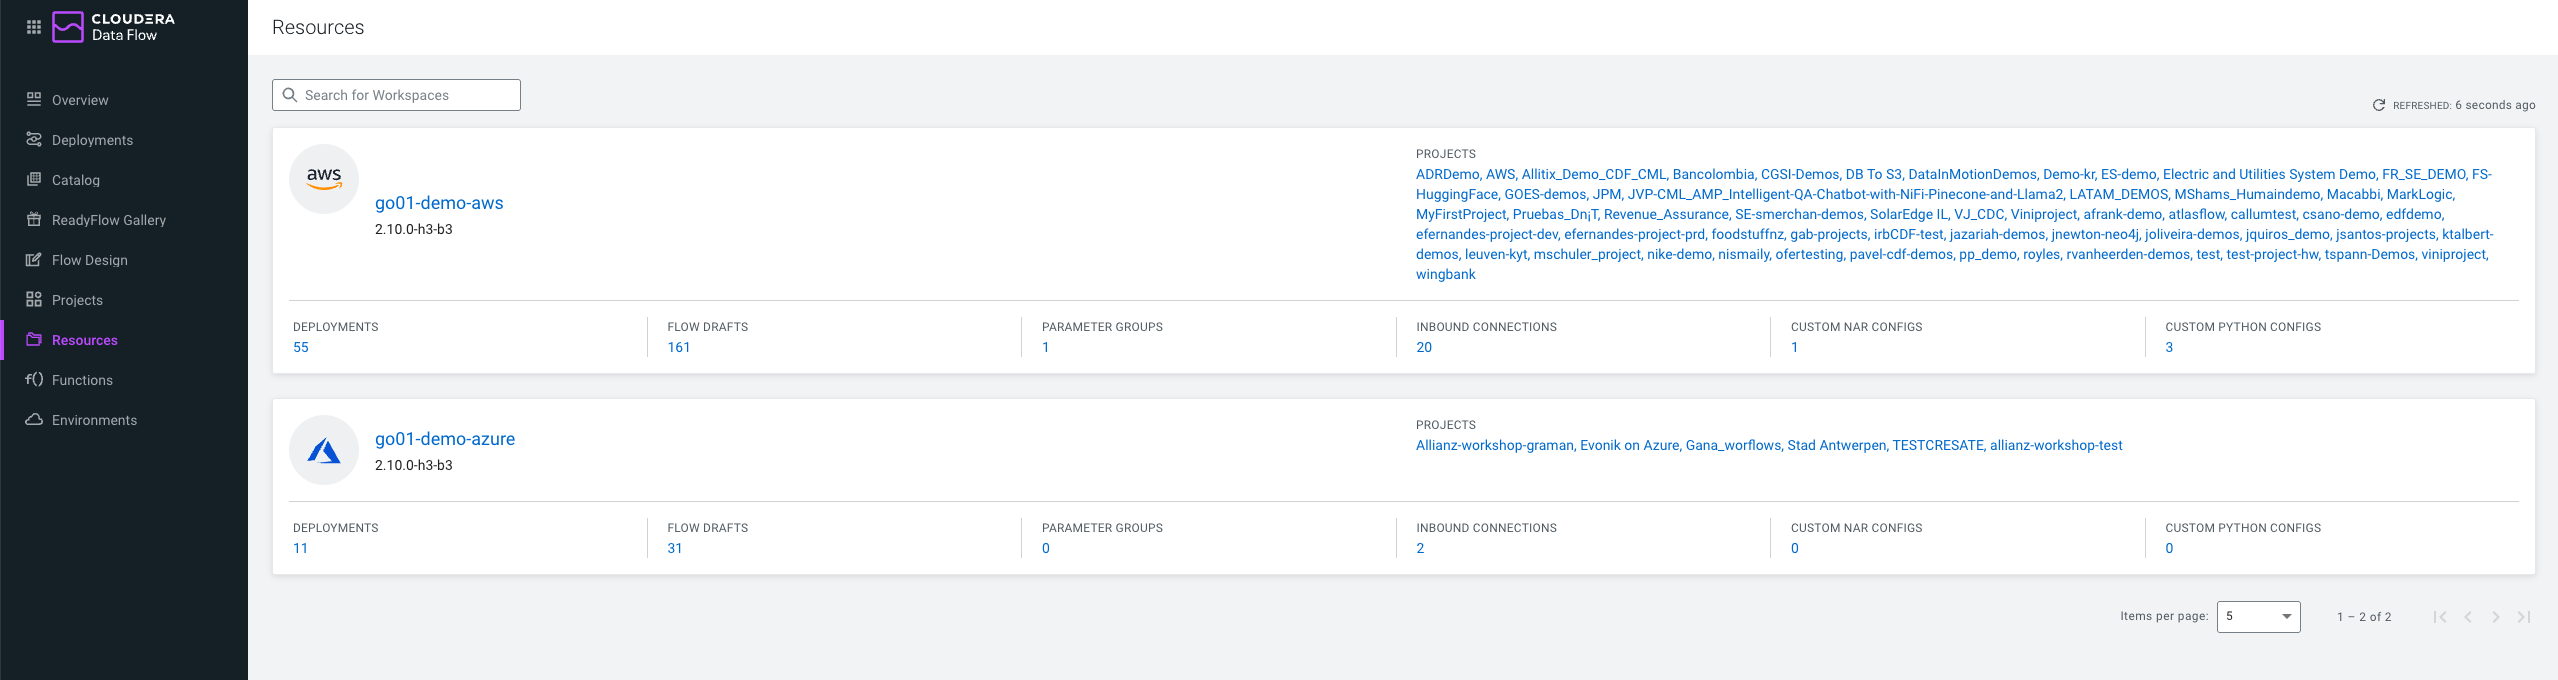 CLOUDERA
Data Flow
Overview
Deployments
Catalog
ReadyFlow Gallery
Flow Design
Projects
Resources
Functions
Environments
Resources
Search for Workspaces
REFRESHED: 6 seconds ago
aws
go01-demo-aws
2.10.0-h3-b3
PROJECTS
ADRDemo, AWS, Allitix_Demo_CDF_CML, Bancolombia, CGSI-Demos, DB To S3, DataInMotionDemos, Demo-kr, ES-demo, Electric and Utilities System Demo, FR_SE_DEMO, FS-
HuggingFace, GOES-demos, JPM, JVP-CML_AMP_Intelligent-QA-Chatbot-with-NiFi-Pinecone-and-Llama2, LATAM_DEMOS, MShams_Humaindemo, Macabbi, MarkLogic,
MyFirstProject, Pruebas_Dn¡T, Revenue_Assurance, SE-smerchan-demos, SolarEdge IL, VJ_CDC, Viniproject, afrank-demo, atlasflow, callumtest, csano-demo, edfdemo,
efernandes-project-dev, efernandes-project-prd, foodstuffnz, gab-projects, irbCDF-test, jazariah-demos, jnewton-neo4j, joliveira-demos, jquiros_demo, jsantos-projects, ktalbert-
demos, leuven-kyt, mschuler_project, nike-demo, nismaily, ofertesting, pavel-cdf-demos, pp_demo, royles, rvanheerden-demos, test, test-project-hw, tspann-Demos, viniproject,
wingbank
DEPLOYMENTS
55
FLOW DRAFTS
161
PARAMETER GROUPS
1
INBOUND CONNECTIONS
20
CUSTOM NAR CONFIGS
1
CUSTOM PYTHON CONFIGS
3
go01-demo-azure
2.10.0-h3-b3
PROJECTS
Allianz-workshop-graman, Evonik on Azure, Gana_worflows, Stad Antwerpen, TESTCRESATE, allianz-workshop-test
DEPLOYMENTS
11
FLOW DRAFTS
31
PARAMETER GROUPS
0
INBOUND CONNECTIONS
2
CUSTOM NAR CONFIGS
0
CUSTOM PYTHON CONFIGS
0
Items per page: 5
1 – 2 of 2